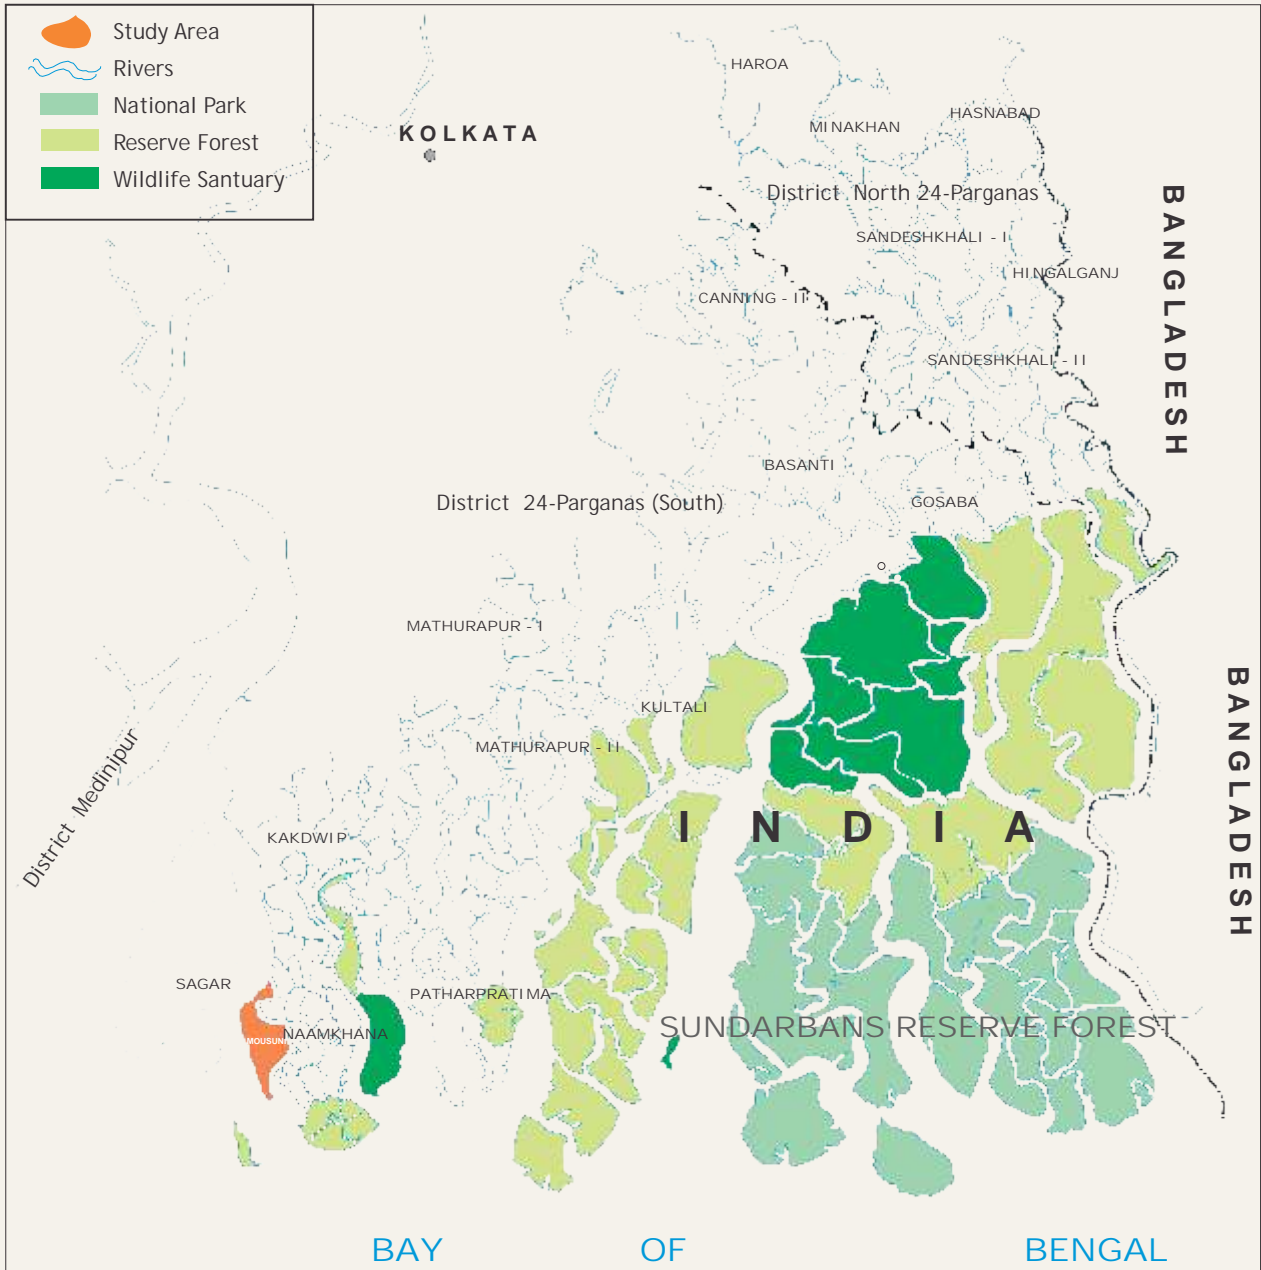 Study Area
Rivers
National Park
Reserve Forest
Wildlife Santuary
HAROA
KOLKATA
MINAKHAN
HASNABAD
District North 24-Parganas
SANDESHKHALI - I
HINGALGANJ
CANNING - II
BANGLADESH
SANDESHKHALI - II
BASANTI
District 24-Parganas (South)
GOSABA
MATHURAPUR - I
KULTALI
MATHURAPUR - II
BANGLADESH
District Medinipur
KAKDWIP
INDIA
SAGAR
PATHARPRATIMA
MOUSUNI
NAAMKHANA
SUNDARBANS RESERVE FOREST
BAY OF BENGAL